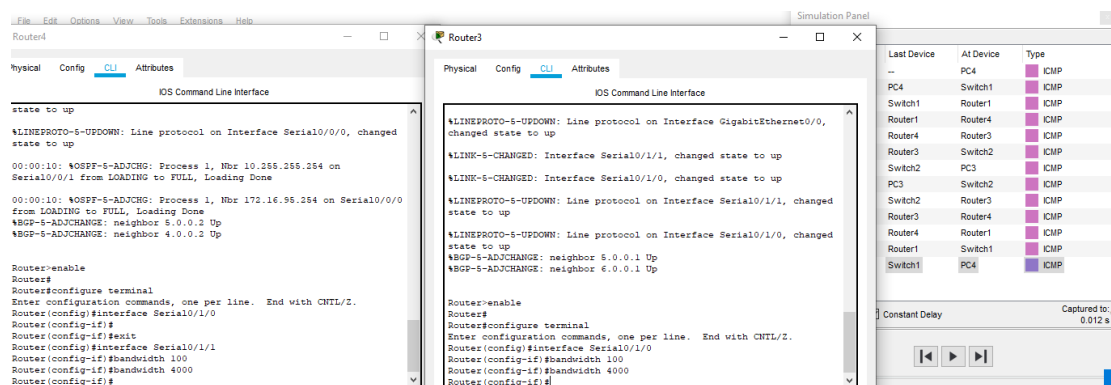 File Edit Options View Tools Extensions Help
Router4
Physical Config CLI Attributes
IOS Command Line Interface
state to up
%LINEPROTO-5-UPDOWN: Line protocol on Interface Serial0/0/0, changed
state to up
00:00:10: %OSPF-5-ADJCHG: Process 1, Nbr 10.255.255.254 on
Serial0/0/1 from LOADING to FULL, Loading Done
00:00:10: %OSPF-5-ADJCHG: Process 1, Nbr 172.16.95.254 on Serial0/0/0
from LOADING to FULL, Loading Done
%BGP-5-ADJCHANGE: neighbor 5.0.0.2 Up
%BGP-5-ADJCHANGE: neighbor 4.0.0.2 Up
Router>enable
Router#
Router#configure terminal
Enter configuration commands, one per line. End with CNTL/Z.
Router(config)#interface Serial0/1/0
Router(config-if)#
Router(config-if)#exit
Router(config)#interface Serial0/1/1
Router(config-if)#bandwidth 100
Router(config-if)#bandwidth 4000
Router(config-if)#
Router3
Physical Config CLI Attributes
IOS Command Line Interface
%LINEPROTO-5-UPDOWN: Line protocol on Interface GigabitEthernet0/0,
changed state to up
%LINK-5-CHANGED: Interface Serial0/1/1, changed state to up
%LINK-5-CHANGED: Interface Serial0/1/0, changed state to up
%LINEPROTO-5-UPDOWN: Line protocol on Interface Serial0/1/1, changed
state to up
%LINEPROTO-5-UPDOWN: Line protocol on Interface Serial0/1/0, changed
state to up
%BGP-5-ADJCHANGE: neighbor 5.0.0.1 Up
%BGP-5-ADJCHANGE: neighbor 6.0.0.1 Up
Router>enable
Router#
Router#configure terminal
Enter configuration commands, one per line. End with CNTL/Z.
Router(config)#interface Serial0/1/0
Router(config-if)#bandwidth 100
Router(config-if)#bandwidth 4000
Router(config-if)#
Simulation Panel
Last Device At Device Type
-- PC4 ICMP
PC4 Switch1 ICMP
Switch1 Router1 ICMP
Router1 Router4 ICMP
Router4 Router3 ICMP
Router3 Switch2 ICMP
Switch2 PC3 ICMP
PC3 Switch2 ICMP
Switch2 Router3 ICMP
Router3 Router4 ICMP
Router4 Router1 ICMP
Router1 Switch1 ICMP
Switch1 PC4 ICMP
Constant Delay
Captured to:
0.012 s